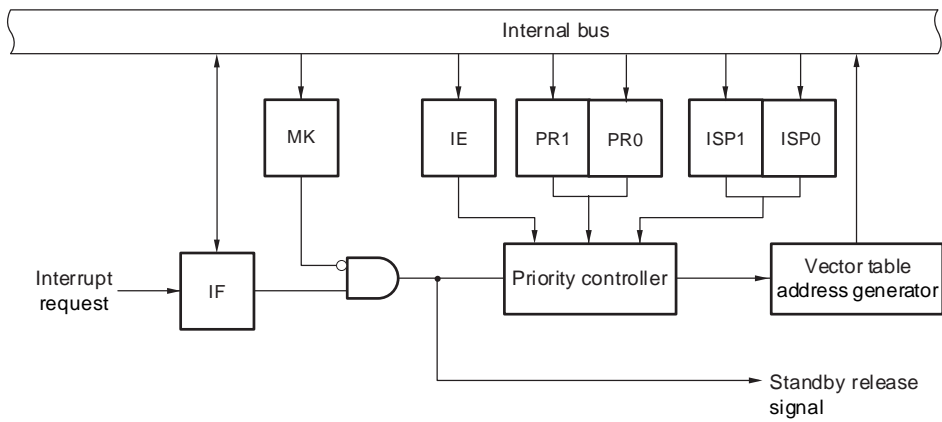 Internal bus
MK
IE
PR1
PR0
ISP1
ISP0
Interrupt
request
IF
Priority controller
Vector table
address generator
Standby release
signal